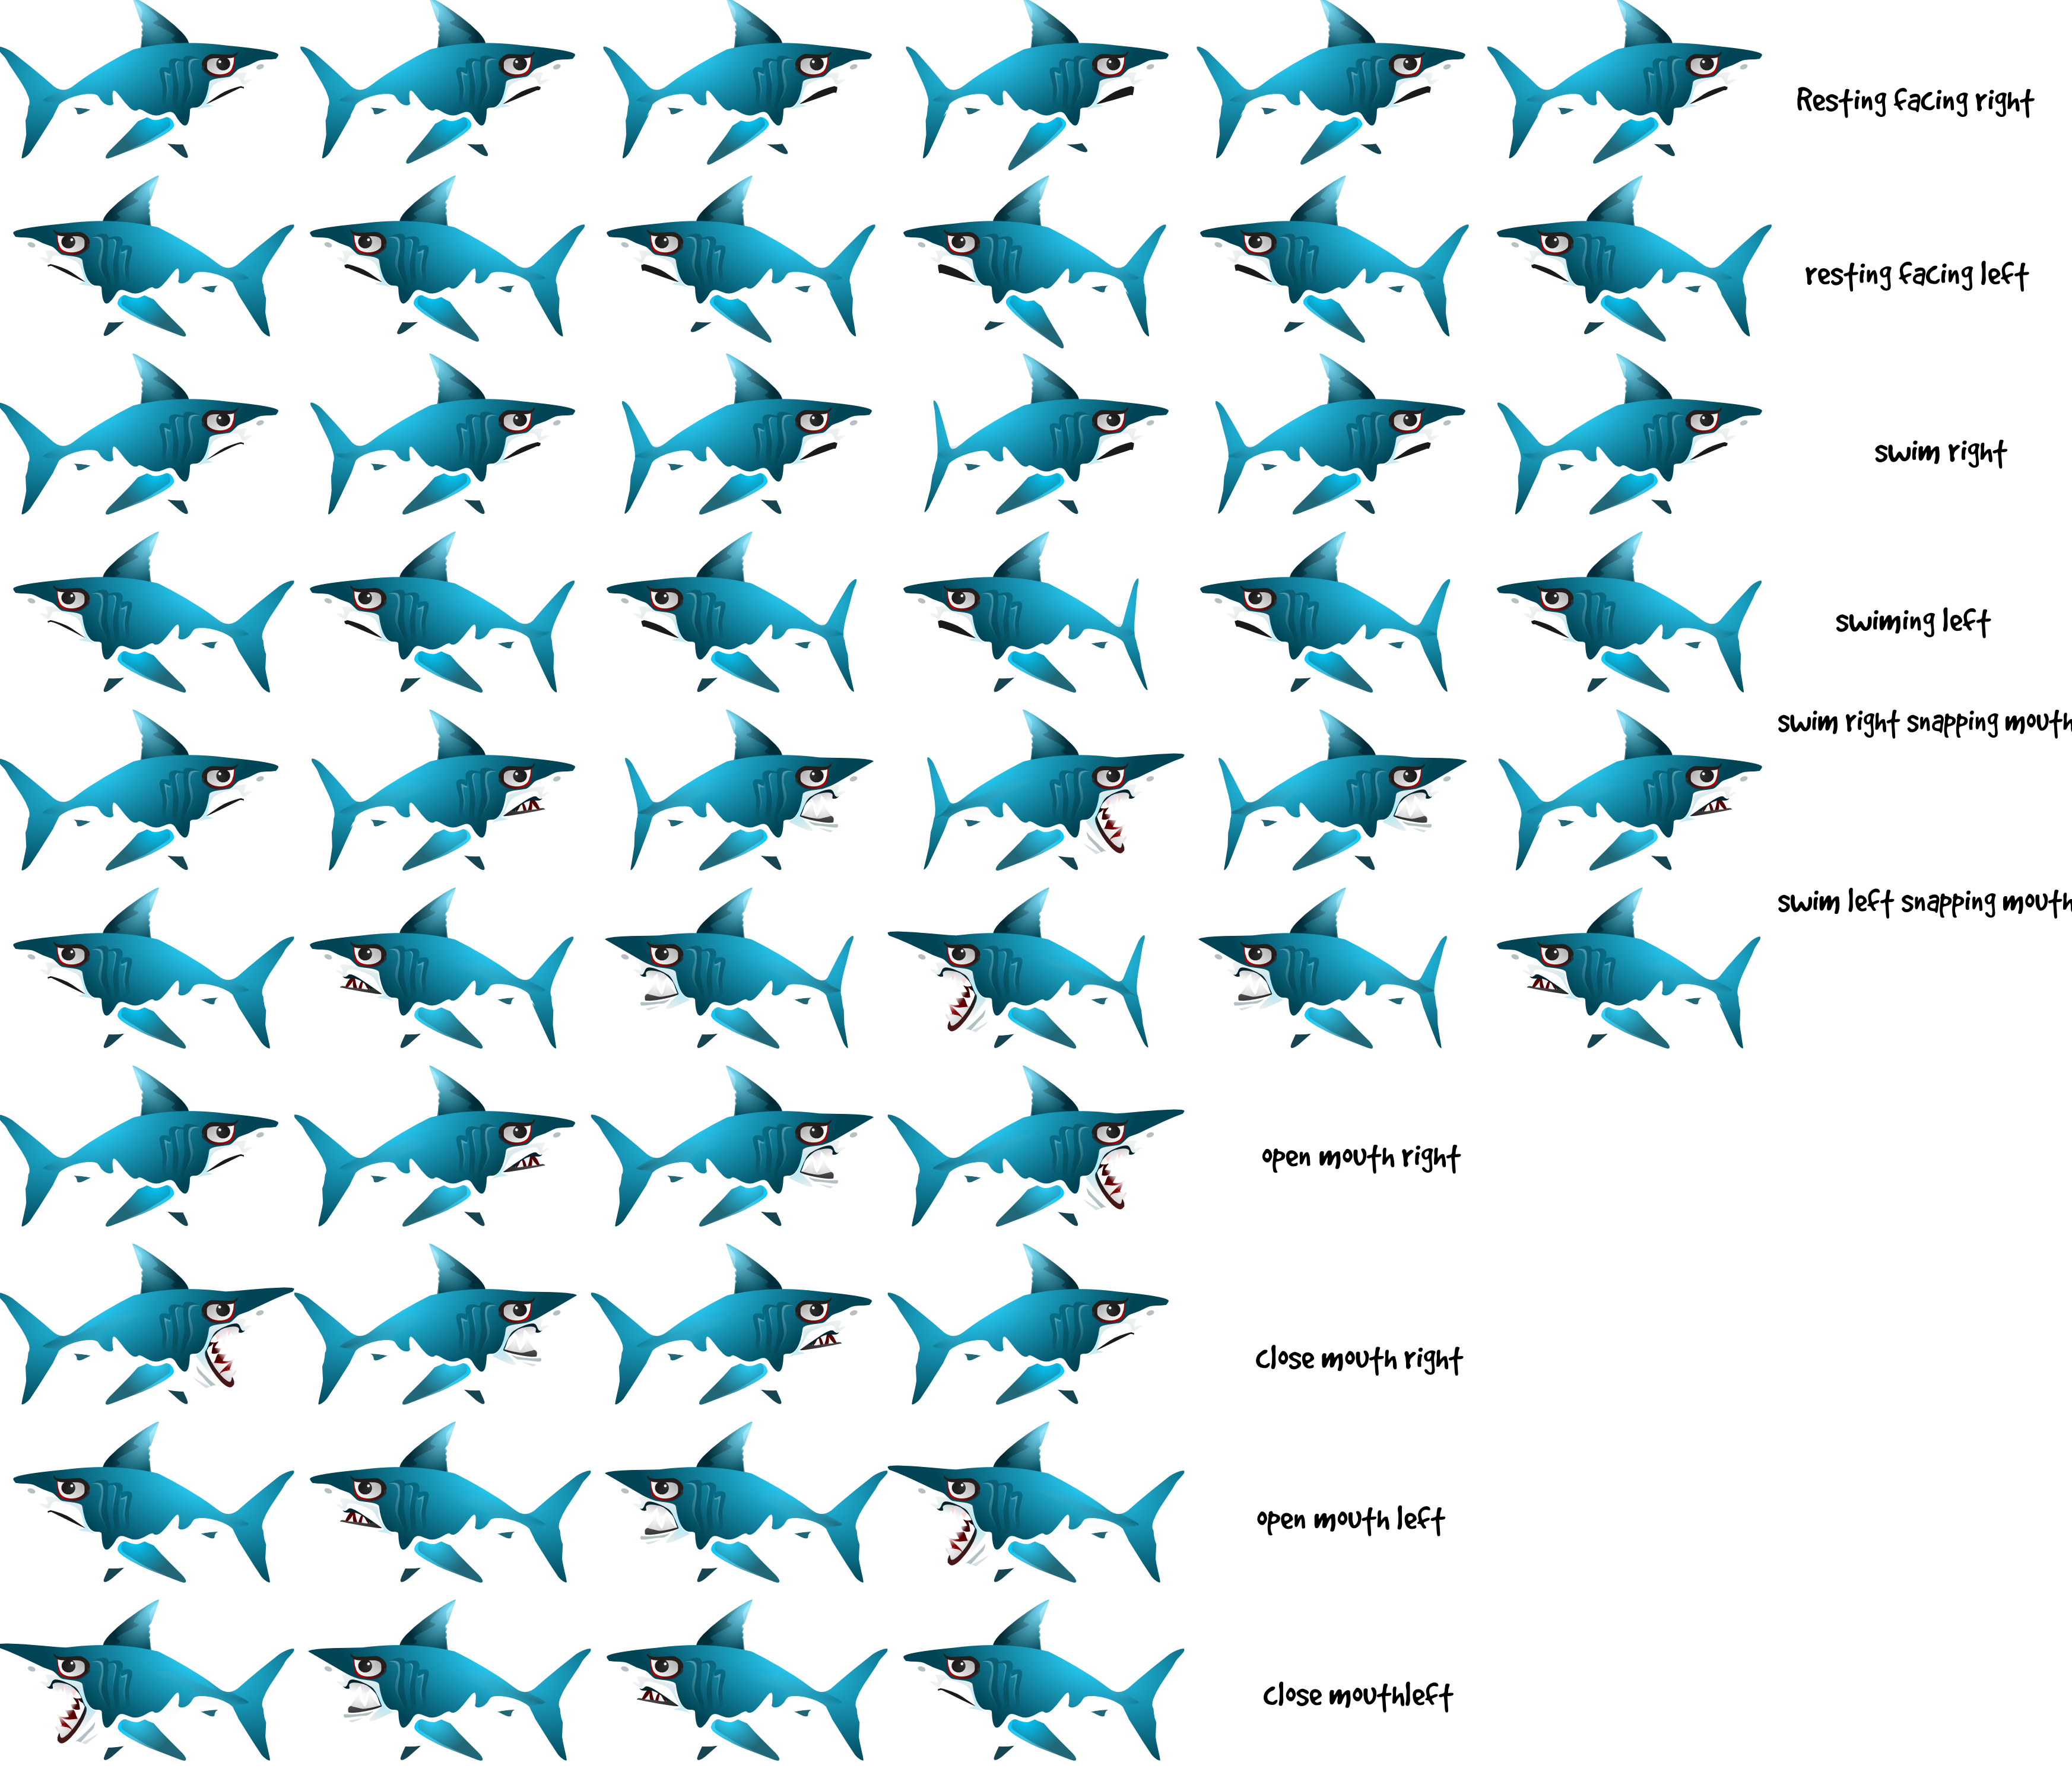 Resting facing right
resting facing left
swim right
swiming left
swim right snapping mouth
swim left snapping mouth
open mouth right
close mouth right
open mouth left
close mouthleft